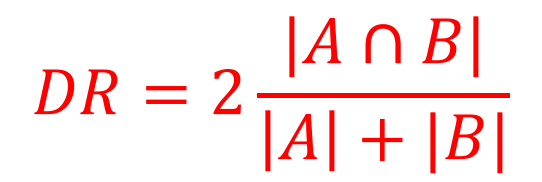 DR = 2 |A ∩ B| / |A| + |B|